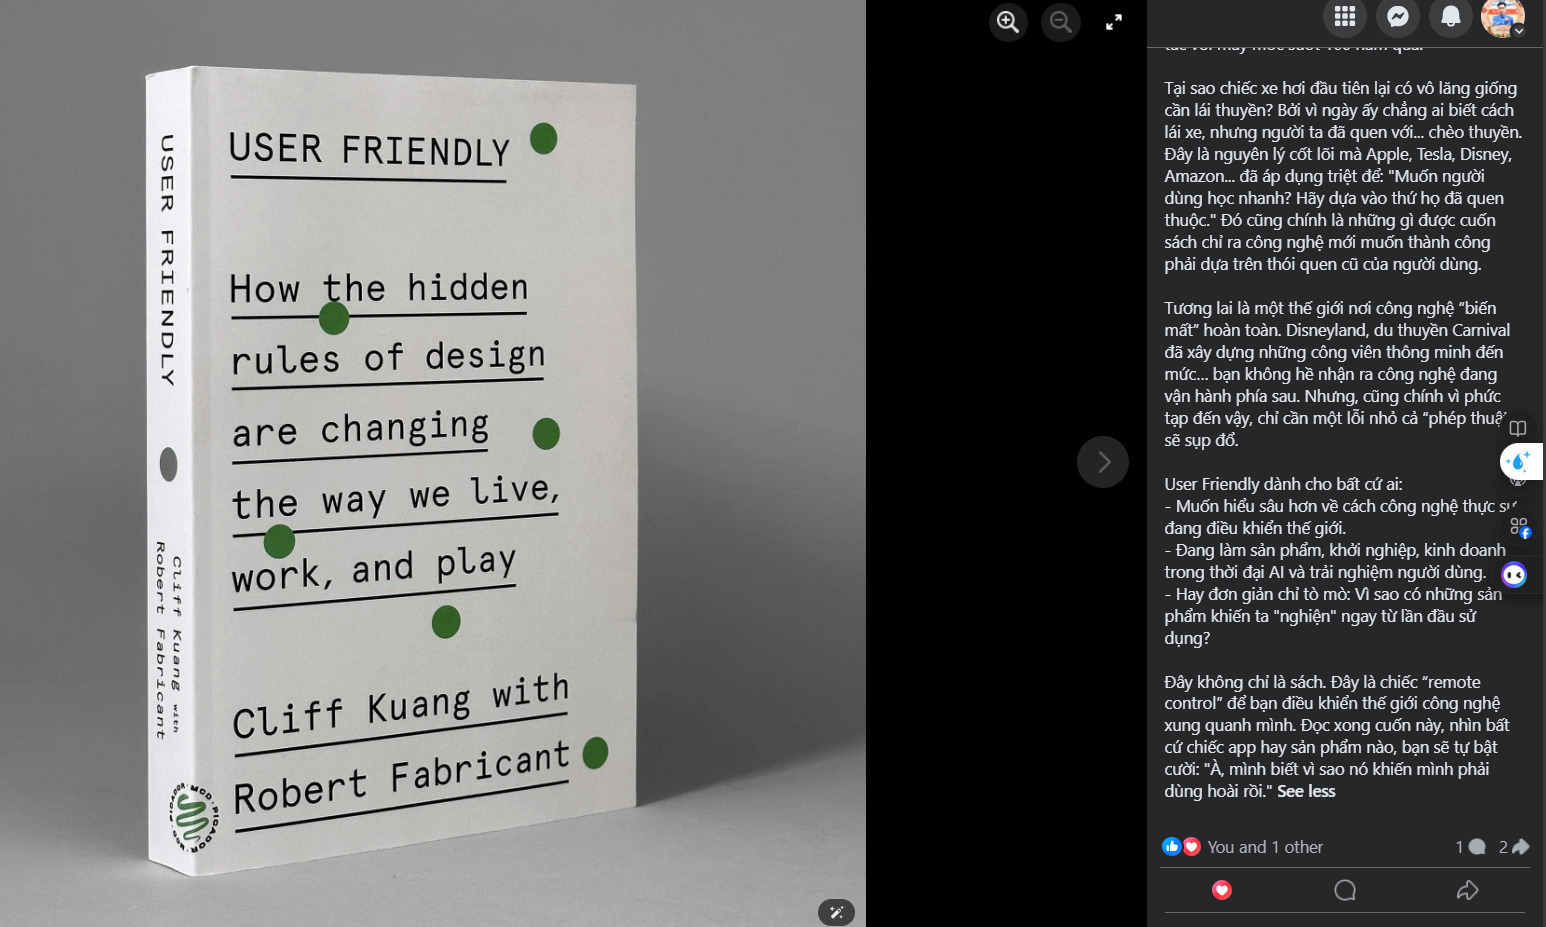 USER FRIENDLY
How the hidden
rules of design
are changing
the way we live,
work, and play
Cliff Kuang with
Robert Fabricant
USER FRIENDLY
Cliff Kuang with
Robert Fabricant
MCD · PICADOR · MCD · PICADOR
tác với máy móc suốt 100 năm qua.
Tại sao chiếc xe hơi đầu tiên lại có vô lăng giống
cần lái thuyền? Bởi vì ngày ấy chẳng ai biết cách
lái xe, nhưng người ta đã quen với... chèo thuyền.
Đây là nguyên lý cốt lõi mà Apple, Tesla, Disney,
Amazon... đã áp dụng triệt để: "Muốn người
dùng học nhanh? Hãy dựa vào thứ họ đã quen
thuộc." Đó cũng chính là những gì được cuốn
sách chỉ ra công nghệ mới muốn thành công
phải dựa trên thói quen cũ của người dùng.
Tương lai là một thế giới nơi công nghệ “biến
mất” hoàn toàn. Disneyland, du thuyền Carnival
đã xây dựng những công viên thông minh đến
mức... bạn không hề nhận ra công nghệ đang
vận hành phía sau. Nhưng, cũng chính vì phức
tạp đến vậy, chỉ cần một lỗi nhỏ cả “phép thuật”
sẽ sụp đổ.
User Friendly dành cho bất cứ ai:
- Muốn hiểu sâu hơn về cách công nghệ thực sự
đang điều khiển thế giới.
- Đang làm sản phẩm, khởi nghiệp, kinh doanh
trong thời đại AI và trải nghiệm người dùng.
- Hay đơn giản chỉ tò mò: Vì sao có những sản
phẩm khiến ta "nghiện" ngay từ lần đầu sử
dụng?
Đây không chỉ là sách. Đây là chiếc “remote
control” để bạn điều khiển thế giới công nghệ
xung quanh mình. Đọc xong cuốn này, nhìn bất
cứ chiếc app hay sản phẩm nào, bạn sẽ tự bật
cười: "À, mình biết vì sao nó khiến mình phải
dùng hoài rồi." See less
You and 1 other
1
2